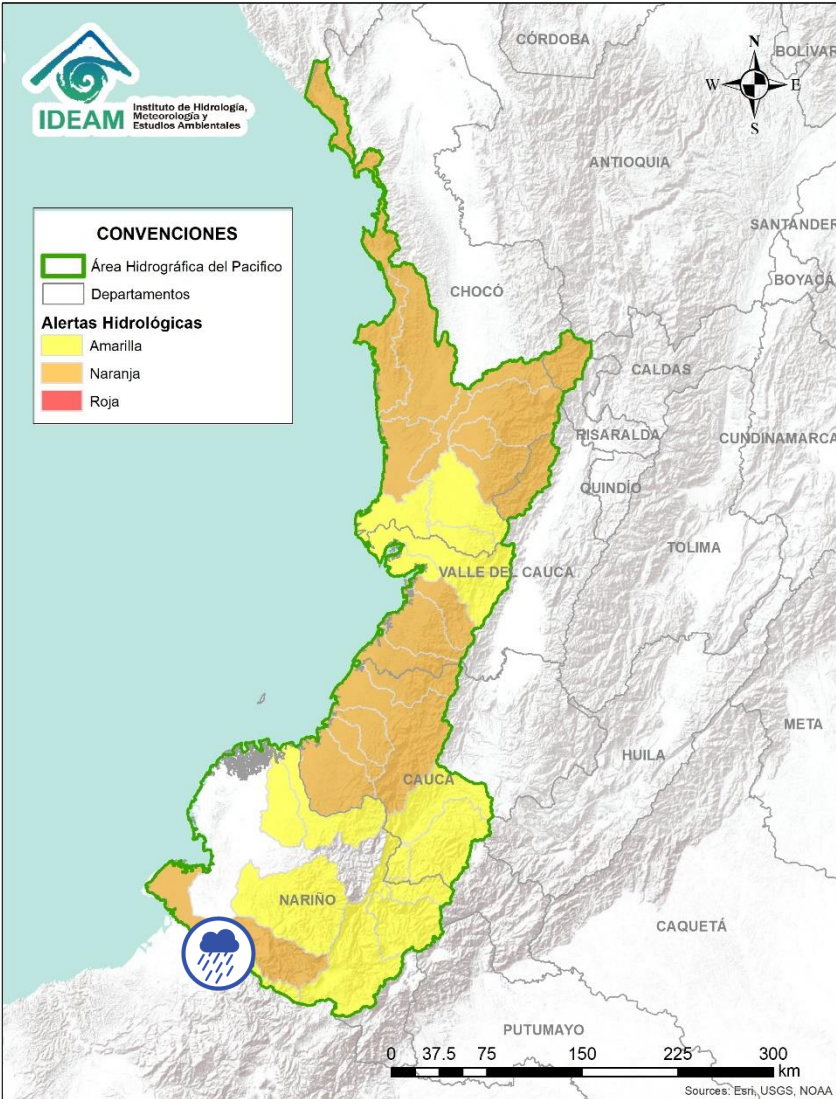 IDEAM
Instituto de Hidrología,
Meteorología y
Estudios Ambientales
N
W
E
S
CÓRDOBA
BOLÍVAR
ANTIOQUIA
SANTANDER
BOYACÁ
CHOCÓ
CALDAS
RISARALDA
CUNDINAMARCA
QUINDÍO
TOLIMA
VALLE DEL CAUCA
META
HUILA
CAUCA
NARIÑO
CAQUETÁ
PUTUMAYO
CONVENCIONES
Área Hidrográfica del Pacifico
Departamentos
Alertas Hidrológicas
Amarilla
Naranja
Roja
0 37.5 75 150 225 300
km
Sources: Esri, USGS, NOAA